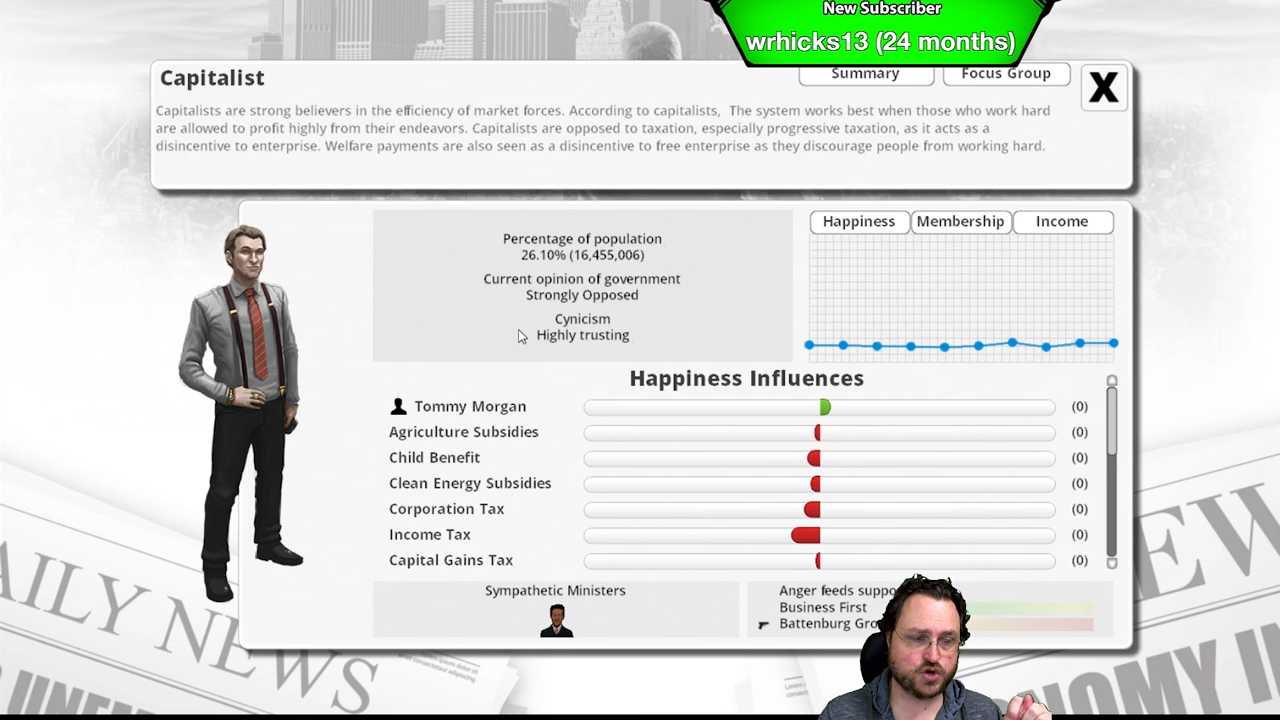 New Subscriber
wrhicks13 (24 months)
Capitalist
Summary
Focus Group
X
Capitalists are strong believers in the efficiency of market forces. According to capitalists, The system works best when those who work hard
are allowed to profit highly from their endeavors. Capitalists are opposed to taxation, especially progressive taxation, as it acts as a
disincentive to enterprise. Welfare payments are also seen as a disincentive to free enterprise as they discourage people from working hard.
Percentage of population
26.10% (16,455,006)
Current opinion of government
Strongly Opposed
Cynicism
Highly trusting
Happiness
Membership
Income
Happiness Influences
Tommy Morgan (0)
Agriculture Subsidies (0)
Child Benefit (0)
Clean Energy Subsidies (0)
Corporation Tax (0)
Income Tax (0)
Capital Gains Tax (0)
Sympathetic Ministers
Anger feeds
Business First
Battenburg
AILY NEWS